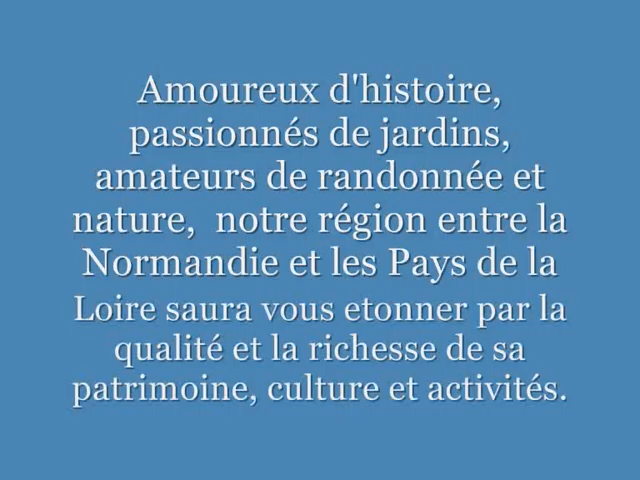 Amoureux d'histoire,
passionnés de jardins,
amateurs de randonnée et
nature,  notre région entre la
Normandie et les Pays de la
Loire saura vous etonner par la
qualité et la richesse de sa
patrimoine, culture et activités.